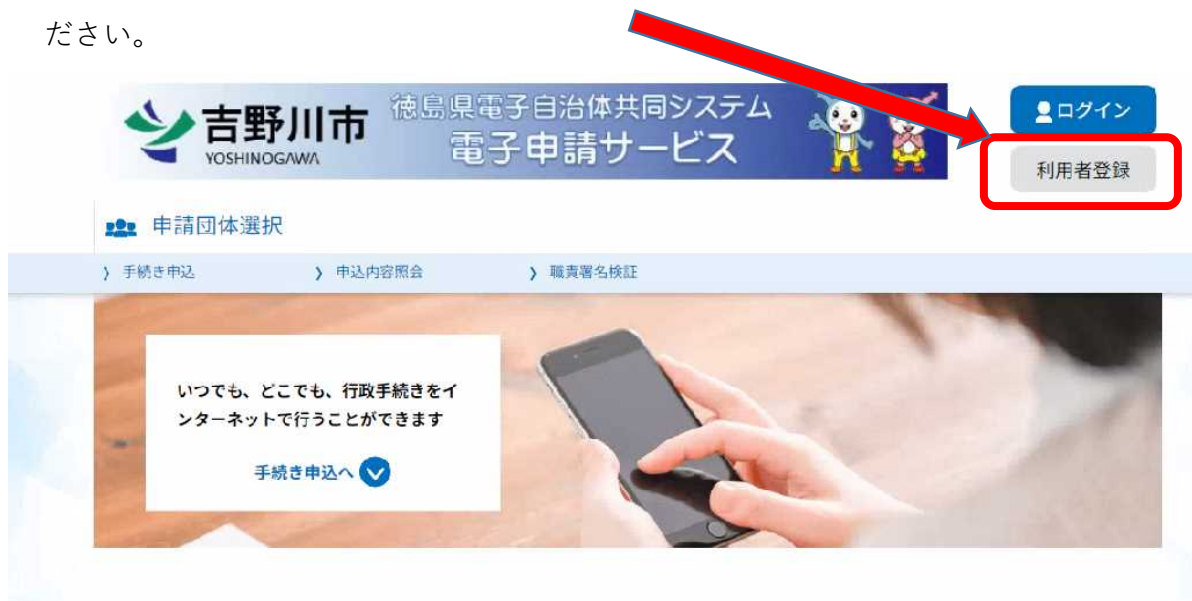 ださい。
吉野川市
YOSHINOGAWA
徳島県電子自治体共同システム
電子申請サービス
ログイン
利用者登録
申請団体選択
手続き申込
申込内容照会
職責署名検証
いつでも、どこでも、行政手続きをイ
ンターネットで行うことができます
手続き申込へ